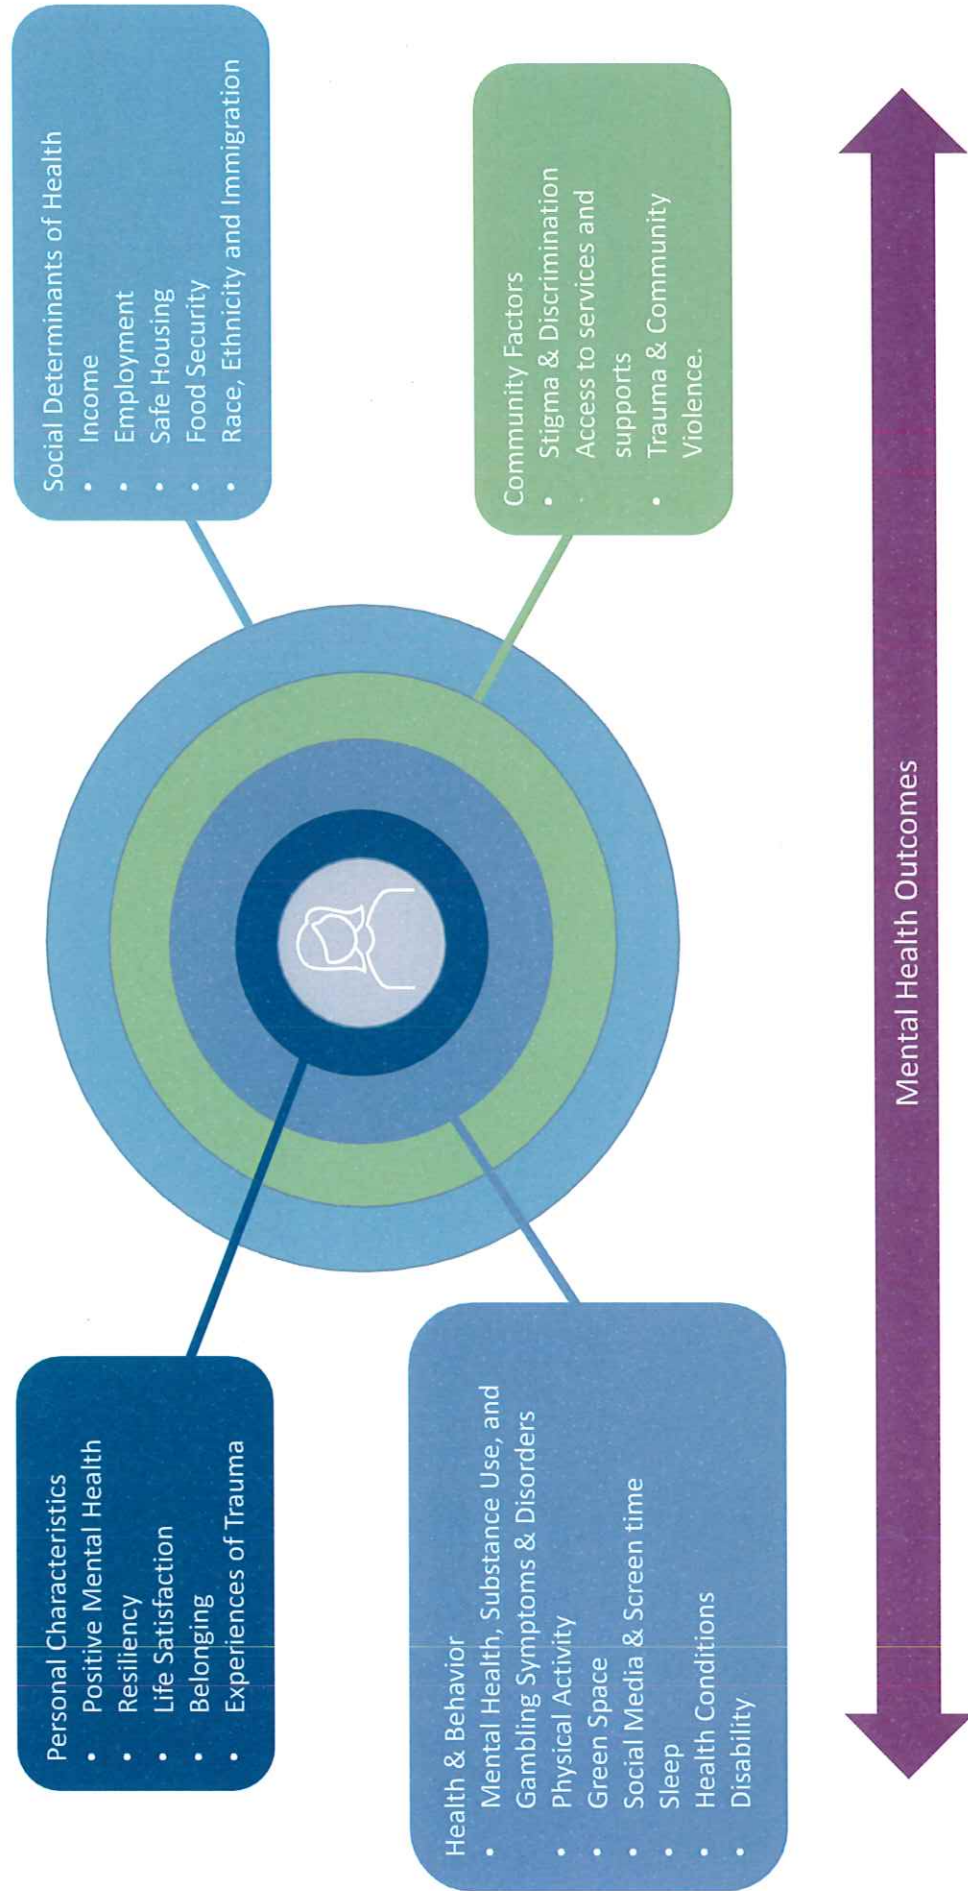 Personal Characteristics
• Positive Mental Health
• Resiliency
• Life Satisfaction
• Belonging
• Experiences of Trauma
Health & Behavior
• Mental Health, Substance Use, and
Gambling Symptoms & Disorders
• Physical Activity
• Green Space
• Social Media & Screen time
• Sleep
• Health Conditions
• Disability
Social Determinants of Health
• Income
• Employment
• Safe Housing
• Food Security
• Race, Ethnicity and Immigration
Community Factors
• Stigma & Discrimination
• Access to services and
supports
• Trauma & Community
Violence.
Mental Health Outcomes